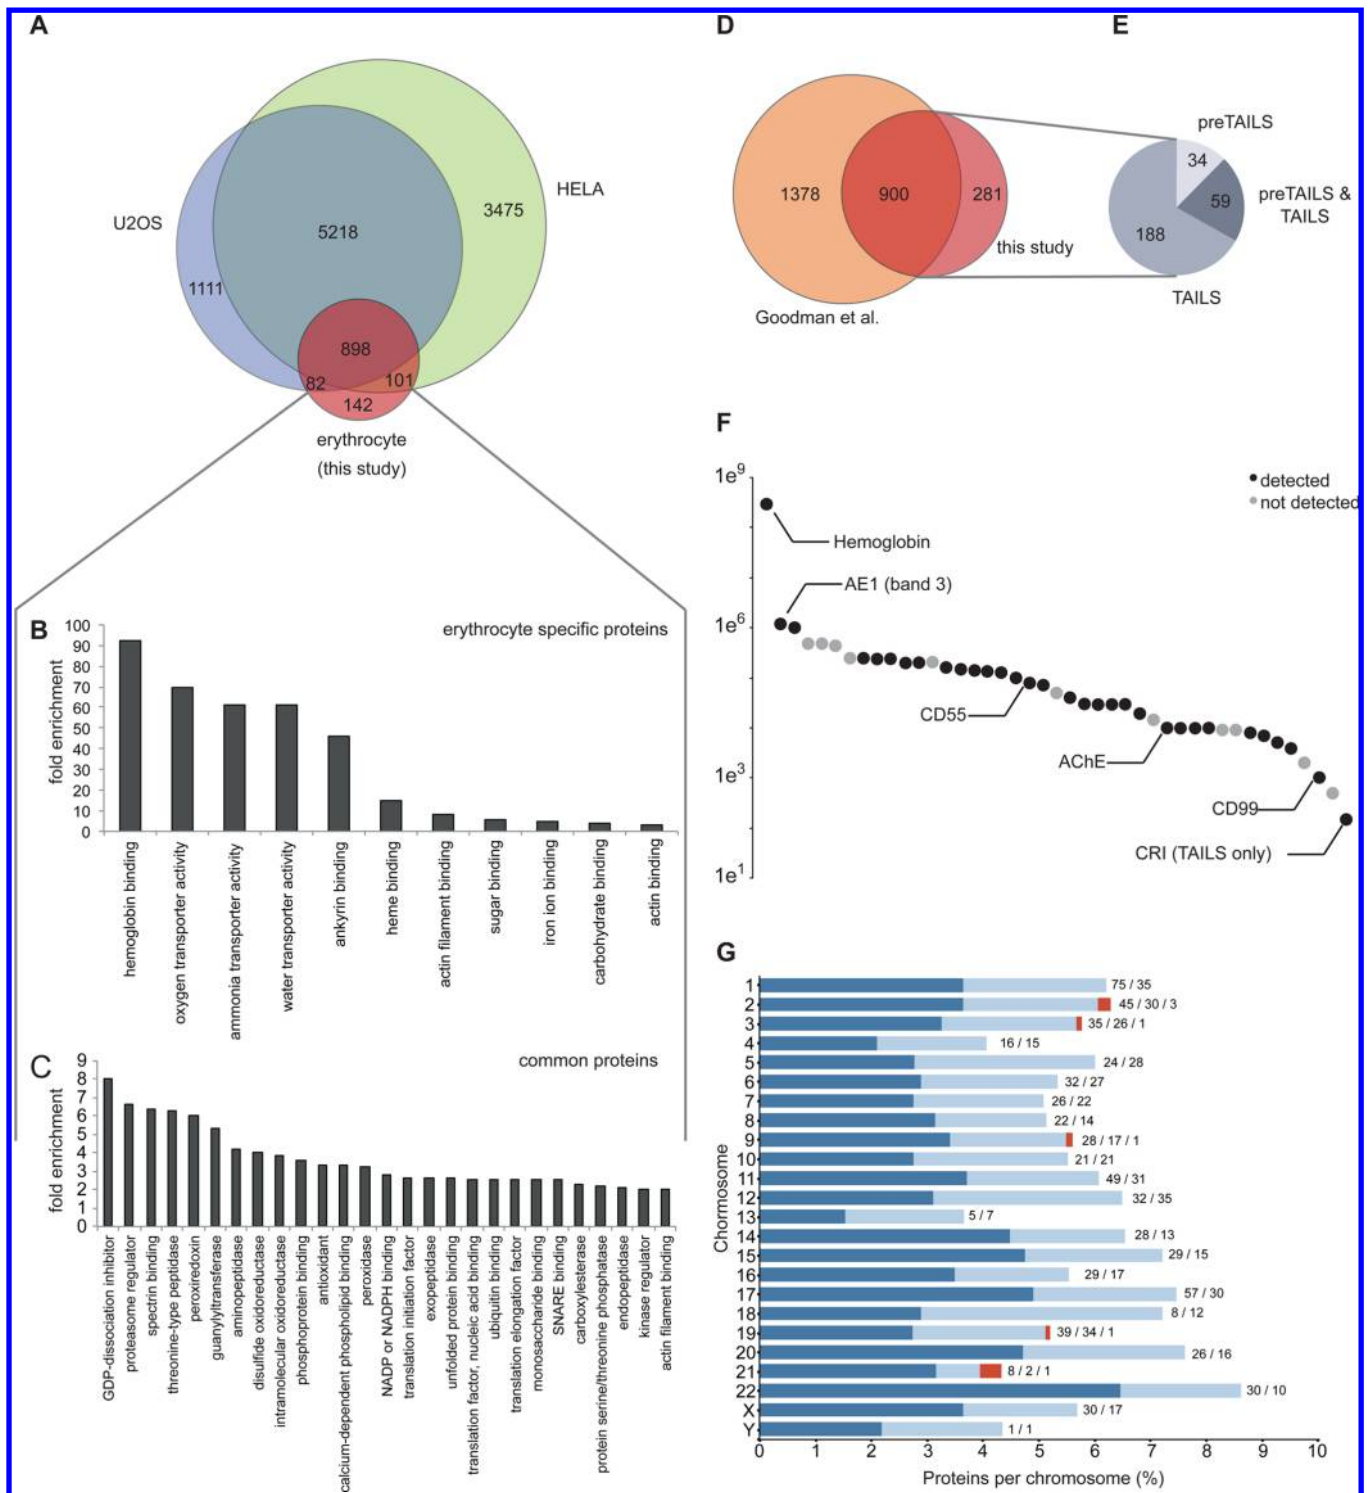 A
U2OS
HELA
3475
5218
1111
898
82
101
142
erythrocyte
(this study)
B
erythrocyte specific proteins
fold enrichment
100
90
80
70
60
50
40
30
20
10
0
hemoglobin binding
oxygen transporter activity
ammonia transporter activity
water transporter activity
ankyrin binding
heme binding
actin filament binding
sugar binding
iron ion binding
carbohydrate binding
actin binding
C
common proteins
fold enrichment
9
8
7
6
5
4
3
2
1
0
GDP-dissociation inhibitor
proteasome regulator
spectrin binding
threonine-type peptidase
peroxiredoxin
guanyltransferase
aminopeptidase
disulfide oxidoreductase
intramolecular oxidoreductase
phosphoprotein binding
antioxidant
calcium-dependent phospholipid binding
peroxidase
NADP or NADPH binding
translation initiation factor
exopeptidase
unfolded protein binding
translation factor, nucleic acid binding
ubiquitin binding
translation elongation factor
monosaccharide binding
SNARE binding
carboxylesterase
protein serine/threonine phosphatase
endopeptidase
kinase regulator
actin filament binding
D
1378
900
281
this study
Goodman et al.
E
preTAILS
34
preTAILS &
TAILS
59
188
TAILS
F
1e9
1e6
1e3
1e1
detected
not detected
Hemoglobin
AE1 (band 3)
CD55
AChE
CD99
CRI (TAILS only)
G
Chormosome
1 75 / 35
2 45 / 30 / 3
3 35 / 26 / 1
4 16 / 15
5 24 / 28
6 32 / 27
7 26 / 22
8 22 / 14
9 28 / 17 / 1
10 21 / 21
11 49 / 31
12 32 / 35
13 5 / 7
14 28 / 13
15 29 / 15
16 29 / 17
17 57 / 30
18 8 / 12
19 39 / 34 / 1
20 26 / 16
21 8 / 2 / 1
22 30 / 10
X 30 / 17
Y 1 / 1
0 1 2 3 4 5 6 7 8 9 10
Proteins per chromosome (%)